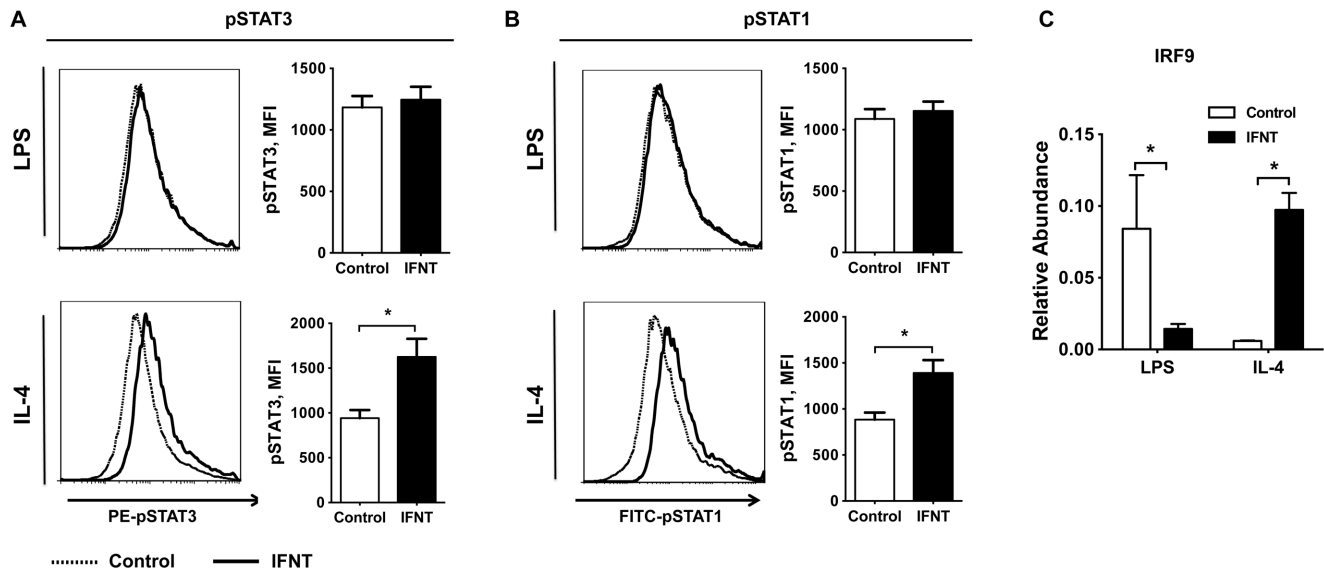 A
pSTAT3
LPS
pSTAT3, MFI
1500
1000
500
0
Control
IFNT
IL-4
pSTAT3, MFI
2000
1500
1000
500
0
*
Control
IFNT
PE-pSTAT3
Control
IFNT
B
pSTAT1
LPS
pSTAT1, MFI
1500
1000
500
0
Control
IFNT
IL-4
pSTAT1, MFI
2000
1500
1000
500
0
*
Control
IFNT
FITC-pSTAT1
C
IRF9
Control
IFNT
Relative Abundance
0.15
0.10
0.05
0.00
*
*
LPS
IL-4